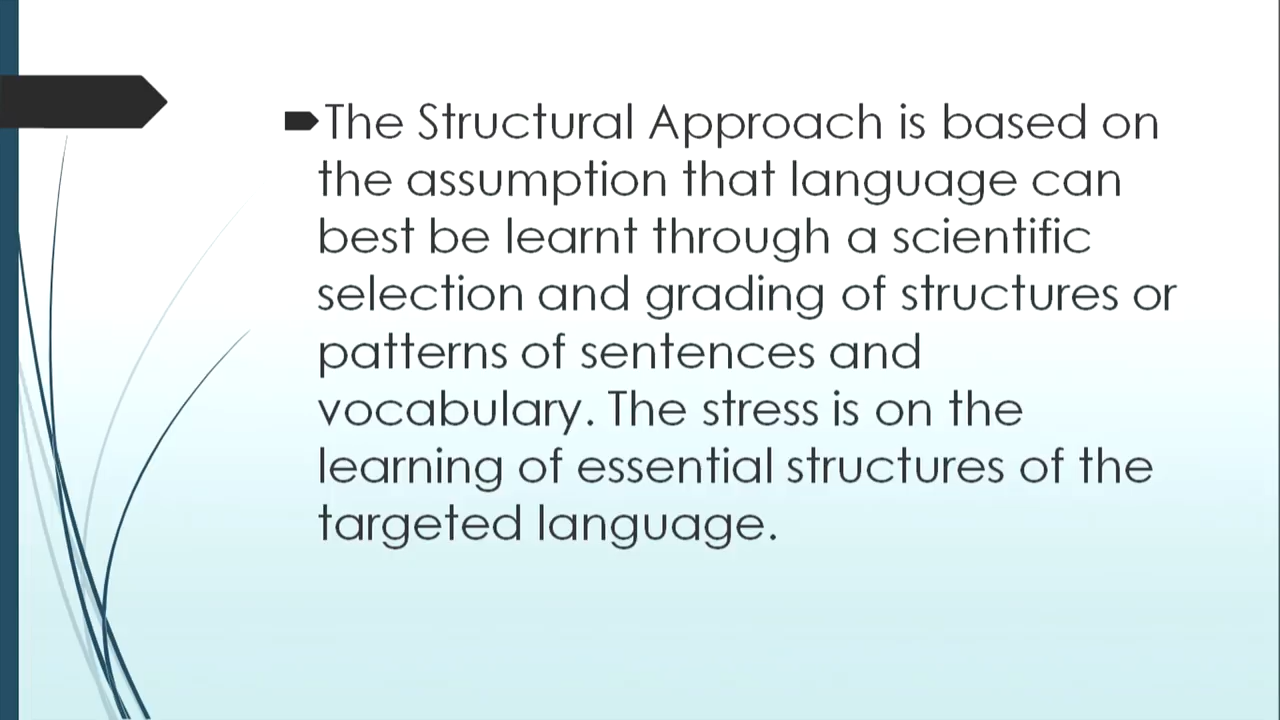 The Structural Approach is based on
the assumption that language can
best be learnt through a scientific
selection and grading of structures or
patterns of sentences and
vocabulary. The stress is on the
learning of essential structures of the
targeted language.